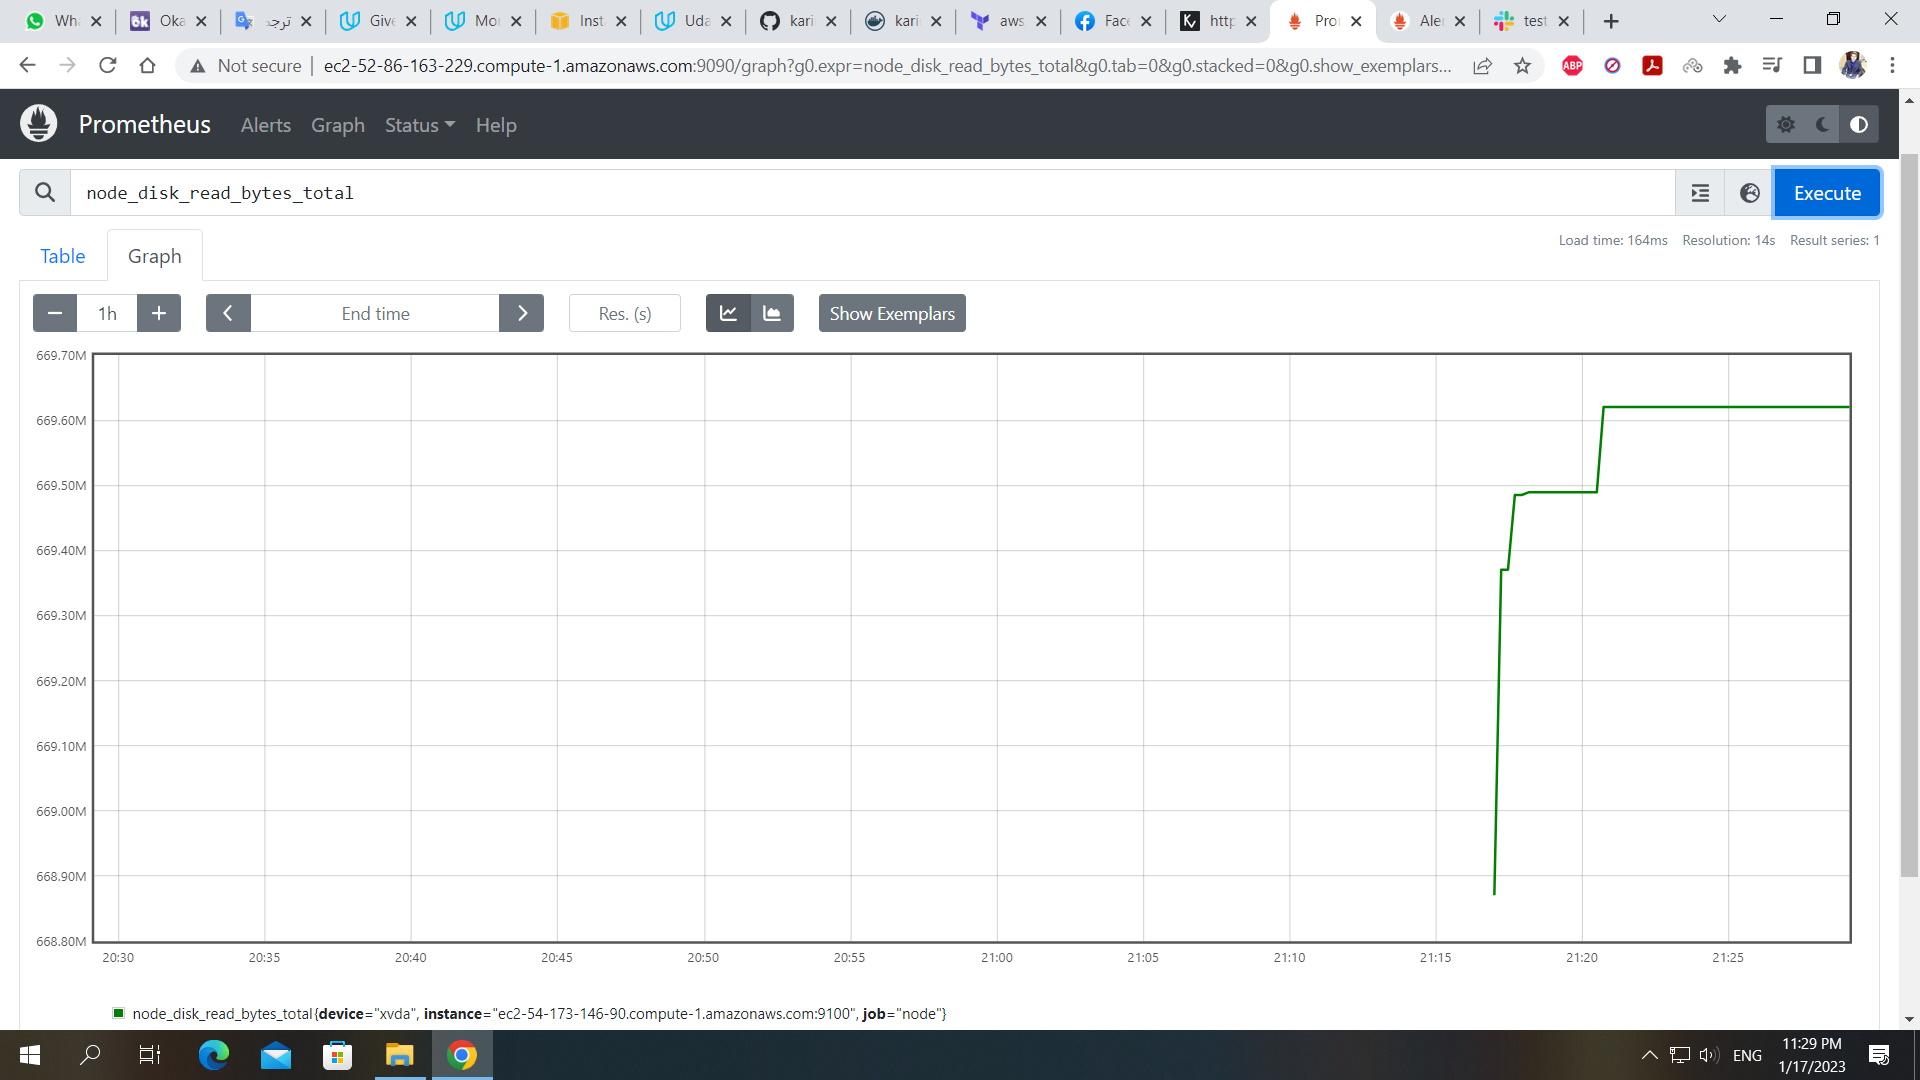 Wha
Oka
ترجمة
Give
Mor
Inst
Uda
kari
kari
aws
Face
http
Pro
Aler
test
Not secure
ec2-52-86-163-229.compute-1.amazonaws.com:9090/graph?g0.expr=node_disk_read_bytes_total&g0.tab=0&g0.stacked=0&g0.show_exemplars...
ABP
Prometheus
Alerts
Graph
Status
Help
node_disk_read_bytes_total
Execute
Table
Graph
Load time: 164ms
Resolution: 14s
Result series: 1
1h
End time
Res. (s)
Show Exemplars
669.70M
669.60M
669.50M
669.40M
669.30M
669.20M
669.10M
669.00M
668.90M
668.80M
20:30
20:35
20:40
20:45
20:50
20:55
21:00
21:05
21:10
21:15
21:20
21:25
node_disk_read_bytes_total{device="xvda", instance="ec2-54-173-146-90.compute-1.amazonaws.com:9100", job="node"}
ENG
11:29 PM
1/17/2023